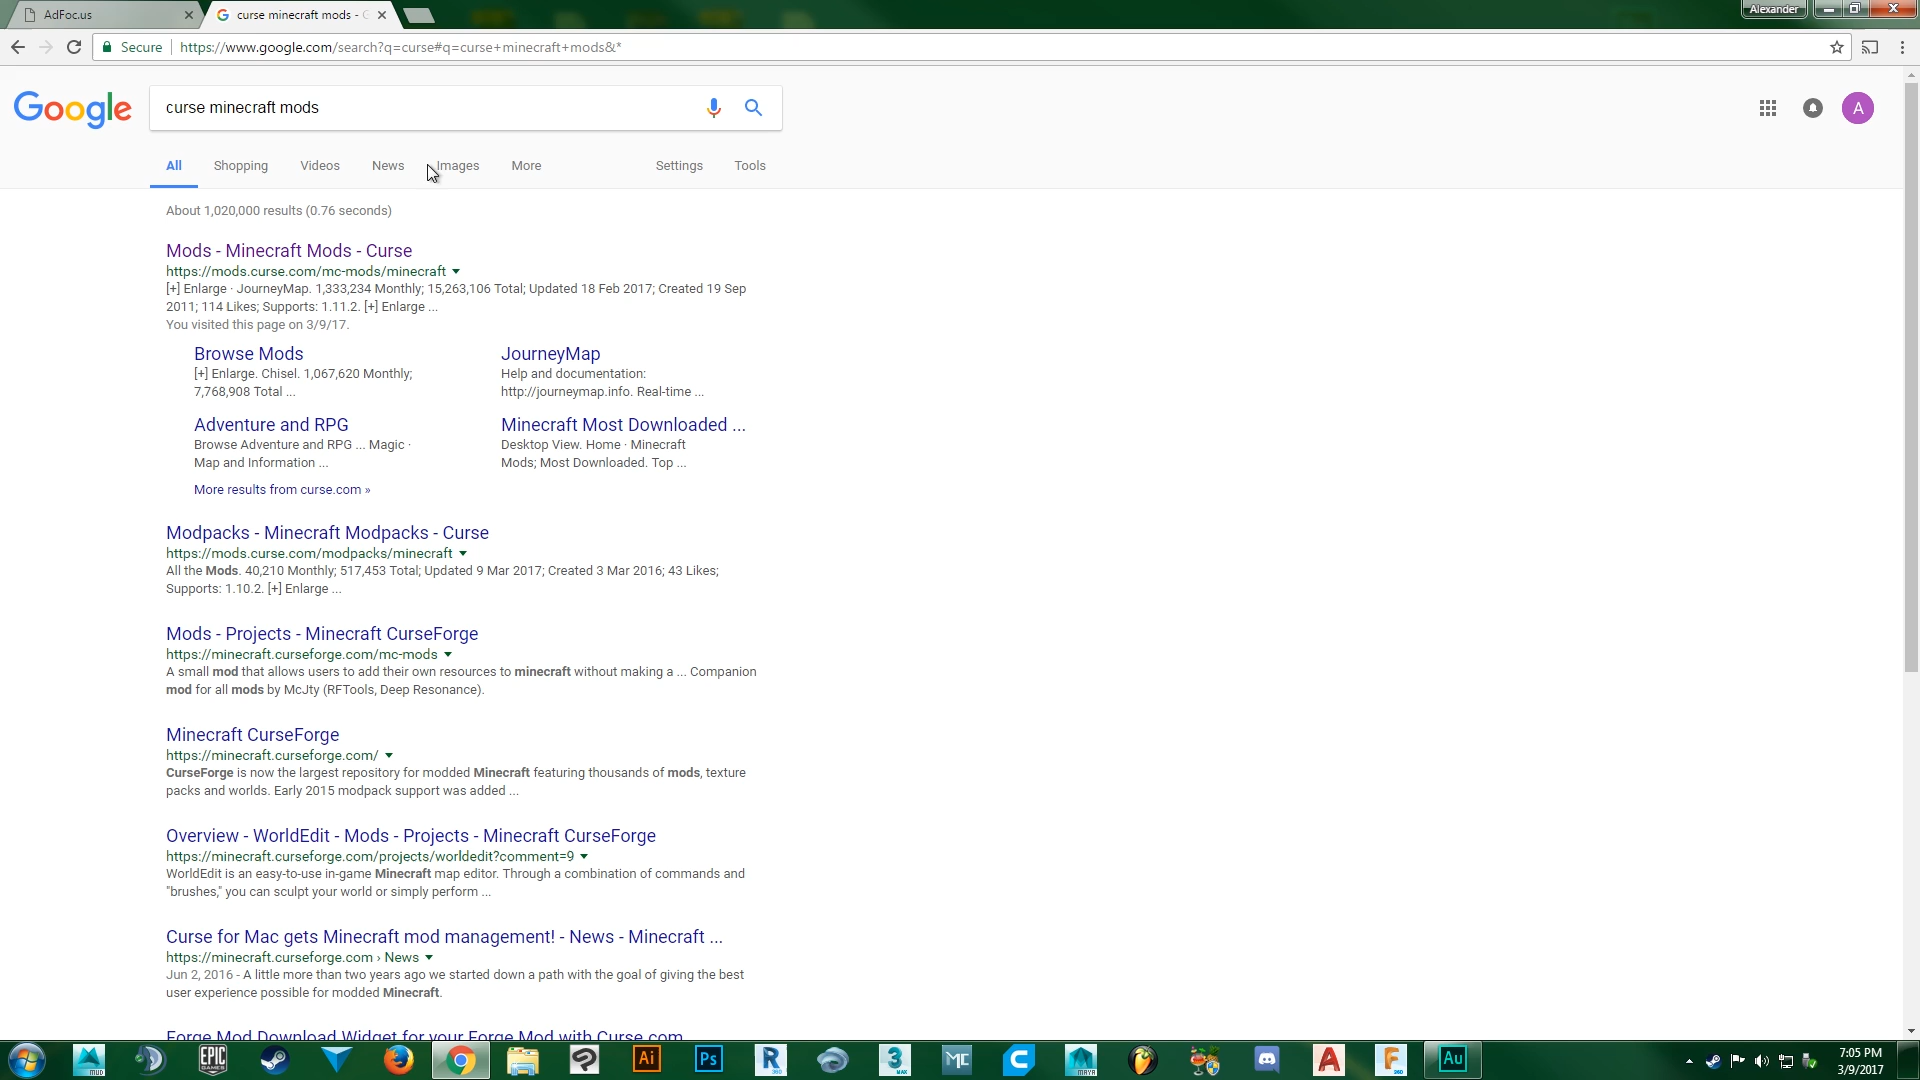 AdFoc.us
curse minecraft mods - G
Alexander
Secure
https://www.google.com/search?q=curse#q=curse+minecraft+mods&*
Google
curse minecraft mods
A
All
Shopping
Videos
News
Images
More
Settings
Tools
About 1,020,000 results (0.76 seconds)
Mods - Minecraft Mods - Curse
https://mods.curse.com/mc-mods/minecraft
[+] Enlarge · JourneyMap. 1,333,234 Monthly; 15,263,106 Total; Updated 18 Feb 2017; Created 19 Sep
2011; 114 Likes; Supports: 1.11.2. [+] Enlarge ...
You visited this page on 3/9/17.
Browse Mods
[+] Enlarge. Chisel. 1,067,620 Monthly;
7,768,908 Total ...
JourneyMap
Help and documentation:
http://journeymap.info. Real-time ...
Adventure and RPG
Browse Adventure and RPG ... Magic ·
Map and Information ...
Minecraft Most Downloaded ...
Desktop View. Home · Minecraft
Mods; Most Downloaded. Top ...
More results from curse.com »
Modpacks - Minecraft Modpacks - Curse
https://mods.curse.com/modpacks/minecraft
All the Mods. 40,210 Monthly; 517,453 Total; Updated 9 Mar 2017; Created 3 Mar 2016; 43 Likes;
Supports: 1.10.2. [+] Enlarge ...
Mods - Projects - Minecraft CurseForge
https://minecraft.curseforge.com/mc-mods
A small mod that allows users to add their own resources to minecraft without making a ... Companion
mod for all mods by McJty (RFTools, Deep Resonance).
Minecraft CurseForge
https://minecraft.curseforge.com/
CurseForge is now the largest repository for modded Minecraft featuring thousands of mods, texture
packs and worlds. Early 2015 modpack support was added ...
Overview - WorldEdit - Mods - Projects - Minecraft CurseForge
https://minecraft.curseforge.com/projects/worldedit?comment=9
WorldEdit is an easy-to-use in-game Minecraft map editor. Through a combination of commands and
"brushes," you can sculpt your world or simply perform ...
Curse for Mac gets Minecraft mod management! - News - Minecraft ...
https://minecraft.curseforge.com › News
Jun 2, 2016 - A little more than two years ago we started down a path with the goal of giving the best
user experience possible for modded Minecraft.
Forge Mod Download Widget for your Forge Mod with Curse.com
MUD
EPIC
GAMES
Ai
Ps
R
360
3
MAX
MC
C
MAYA
A
F
360
Au
7:05 PM
3/9/2017